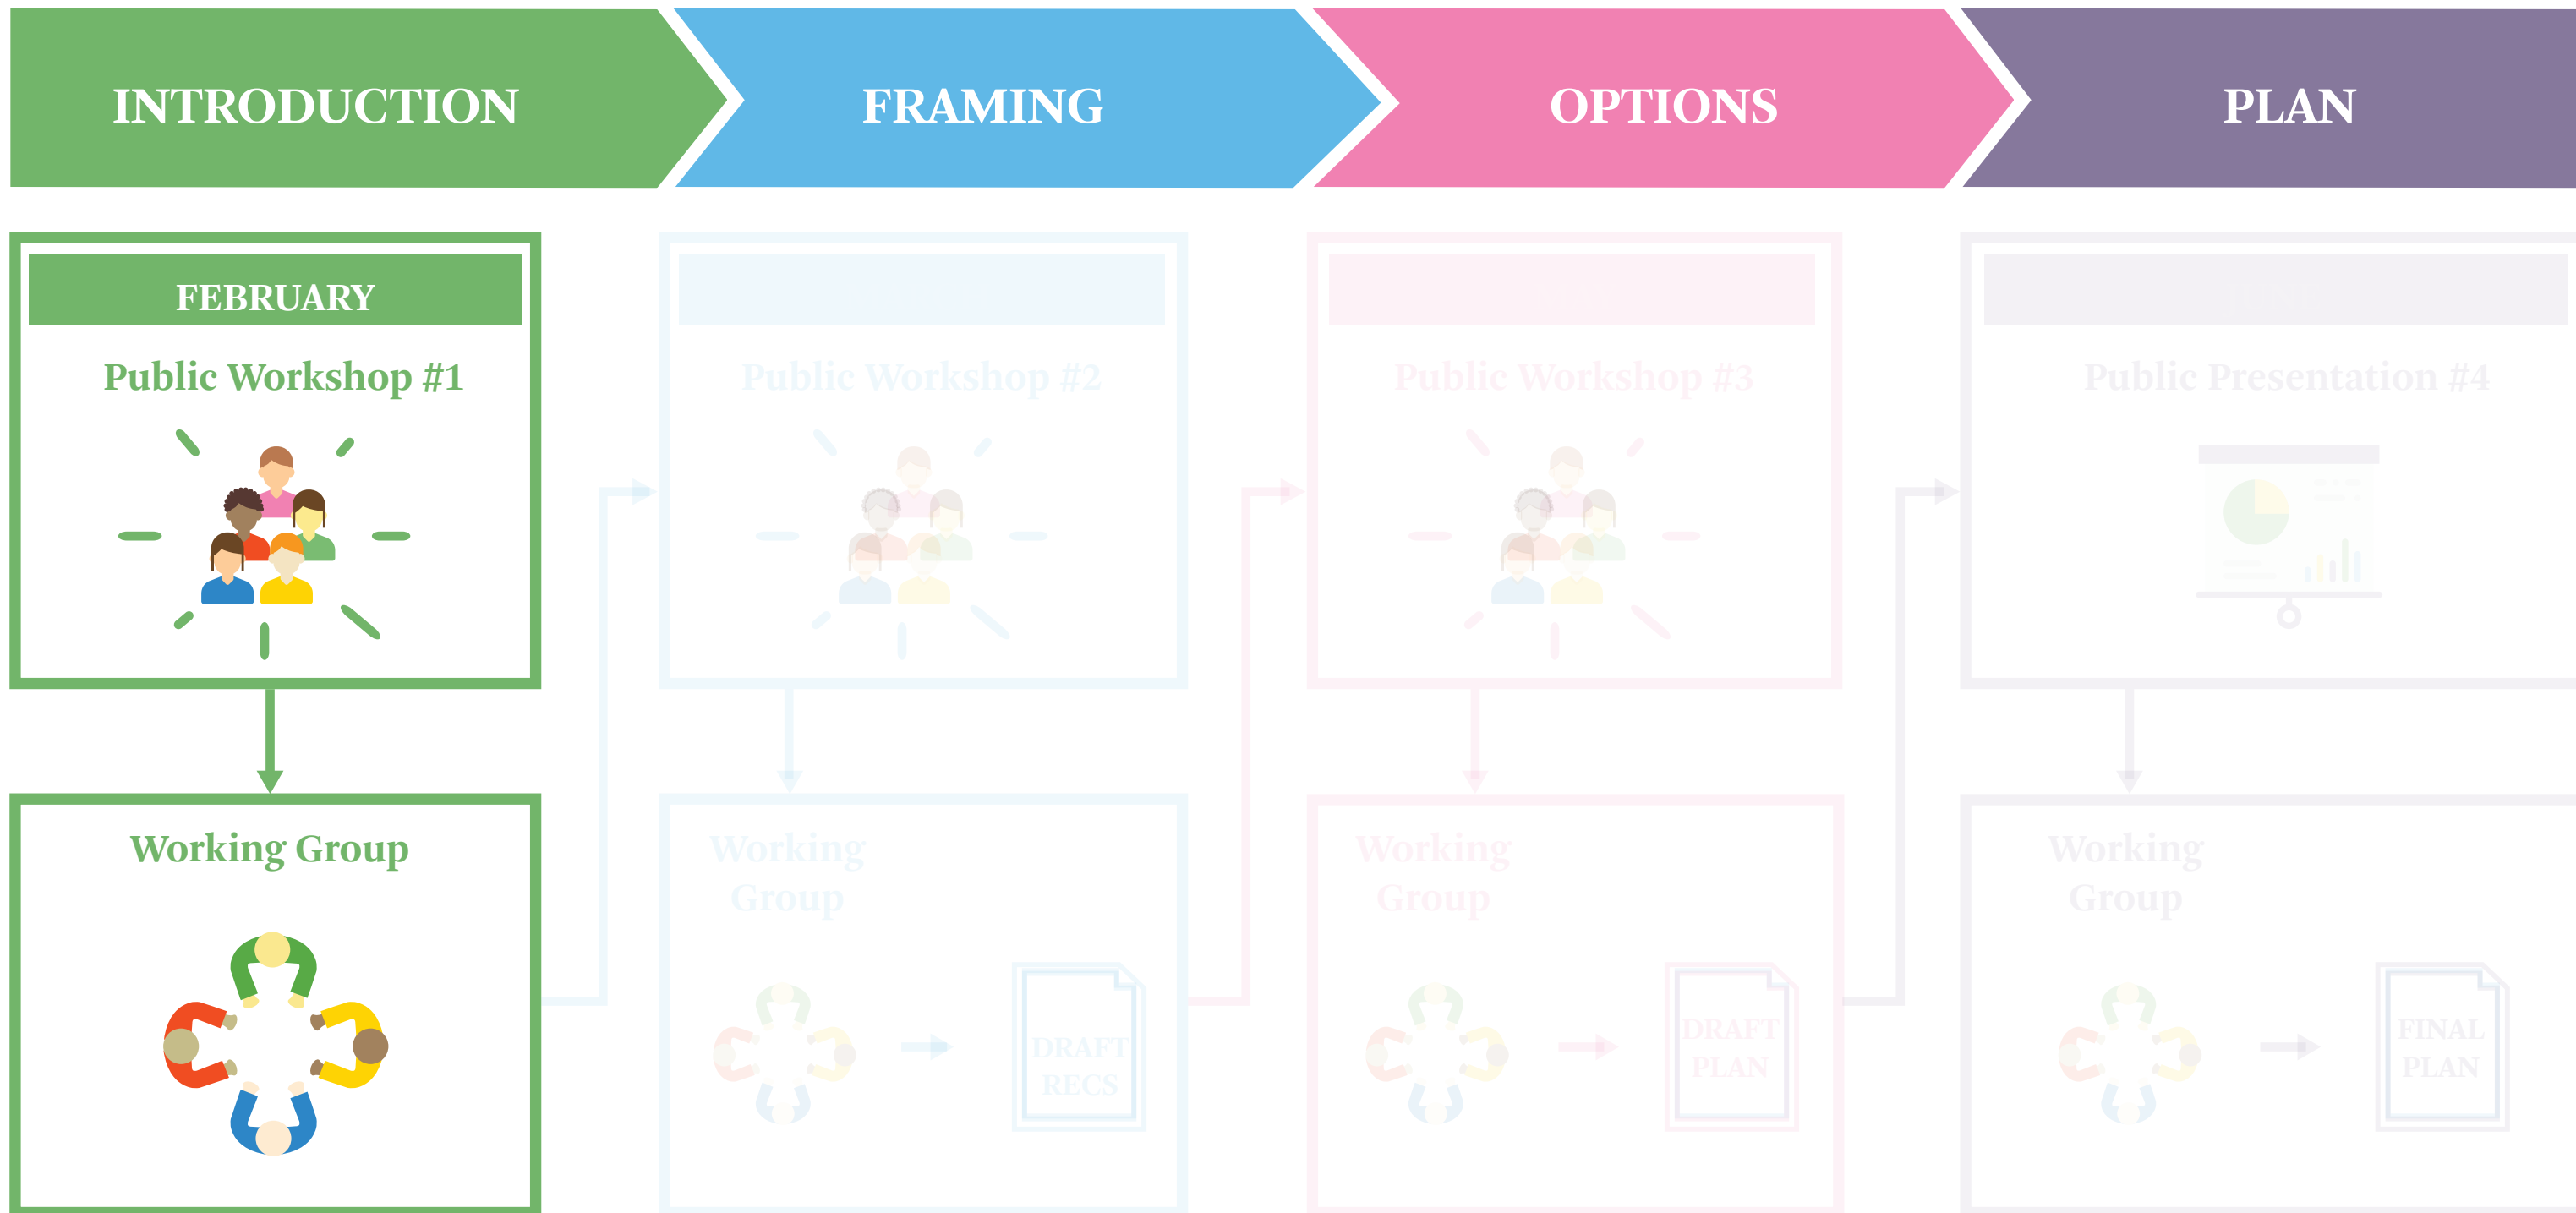 INTRODUCTION
FRAMING
OPTIONS
PLAN
FEBRUARY
Public Workshop #1
Public Workshop #2
Public Workshop #3
Public Presentation #4
Working Group
Working
Group
DRAFT
RECS
Working
Group
DRAFT
PLAN
Working
Group
FINAL
PLAN